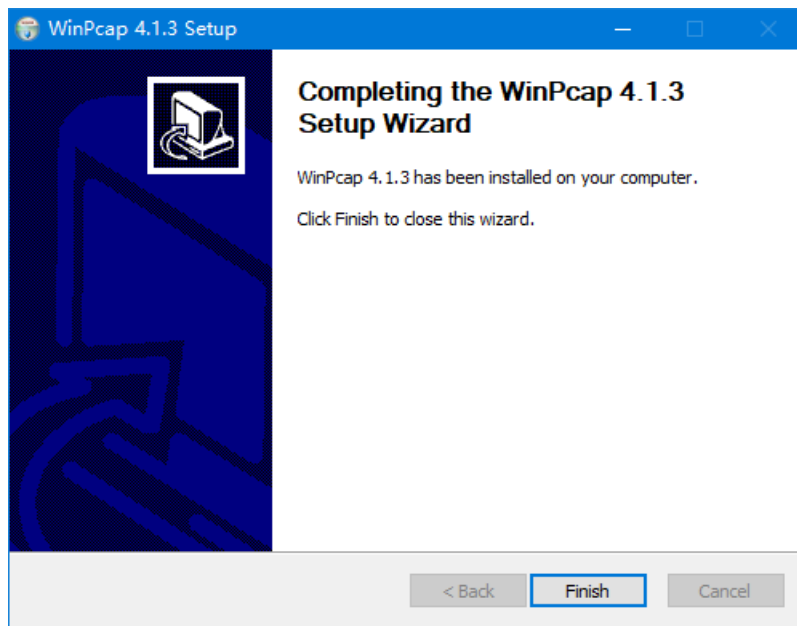 WinPcap 4.1.3 Setup
Completing the WinPcap 4.1.3
Setup Wizard
WinPcap 4.1.3 has been installed on your computer.
Click Finish to close this wizard.
< Back Finish Cancel